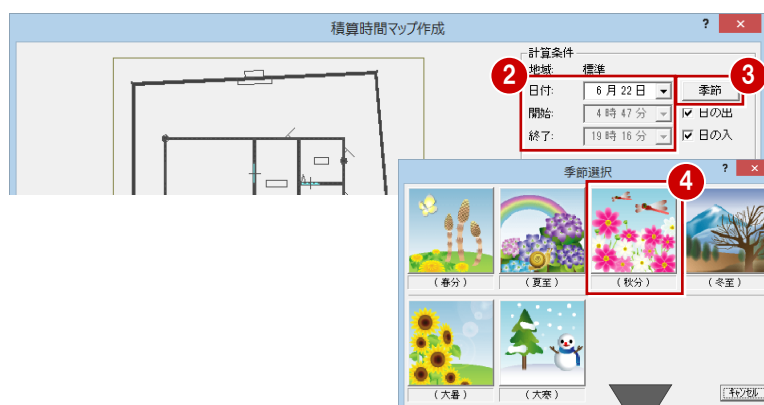 積算時間マップ作成
?
×
計算条件
地域: 標準
2
3
日付: 6 月 22 日 季節
開始: 4 時 47 分 日の出
終了: 19 時 16 分 日の入
季節選択
?
×
4
(春分) (夏至) (秋分) (冬至)
(大暑) (大寒)
キャンセル